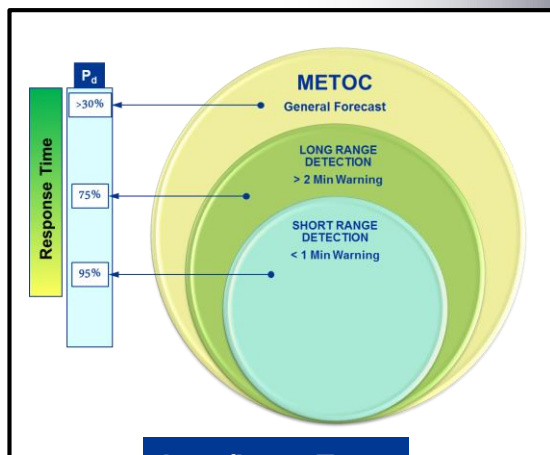 P_d
>30%
75%
95%
Response Time
METOC
General Forecast
LONG RANGE
DETECTION
> 2 Min Warning
SHORT RANGE
DETECTION
< 1 Min Warning